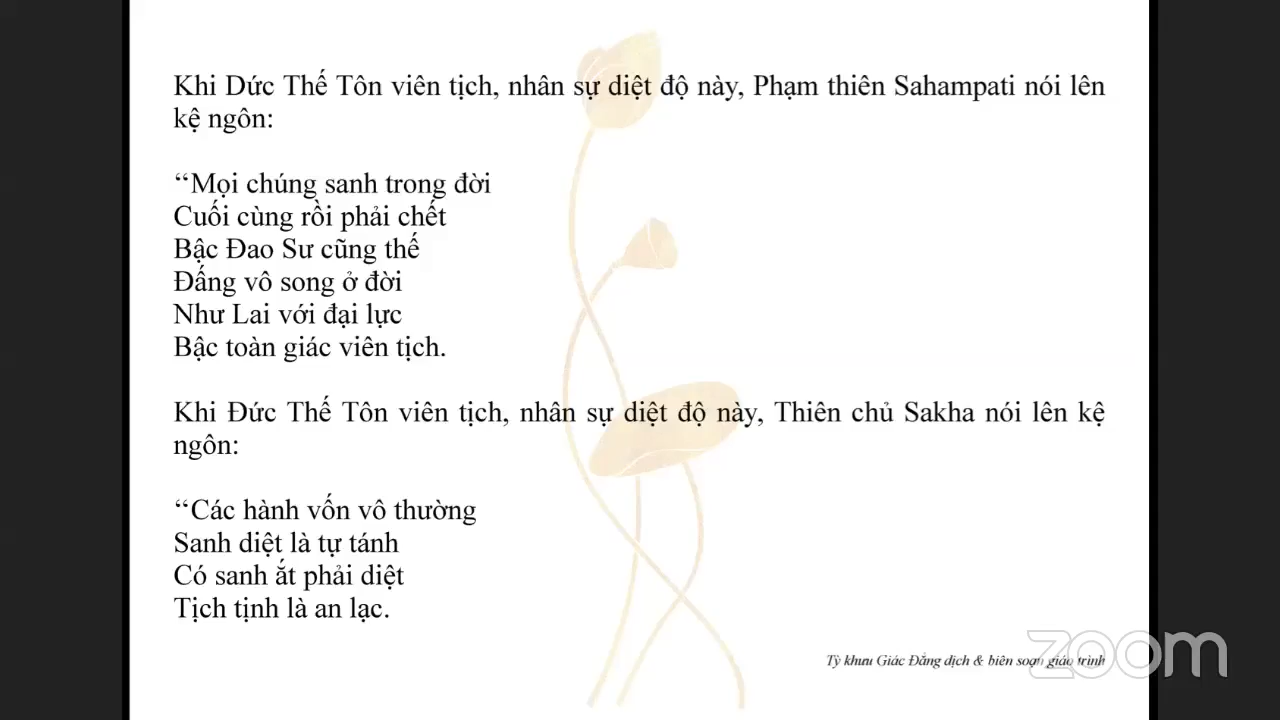 Khi Dức Thế Tôn viên tịch, nhân sự diệt độ này, Phạm thiên Sahampati nói lên
kệ ngôn:
“Mọi chúng sanh trong đời
Cuối cùng rồi phải chết
Bậc Đao Sư cũng thế
Đấng vô song ở đời
Như Lai với đại lực
Bậc toàn giác viên tịch.
Khi Đức Thế Tôn viên tịch, nhân sự diệt độ này, Thiên chủ Sakha nói lên kệ
ngôn:
“Các hành vốn vô thường
Sanh diệt là tự tánh
Có sanh ắt phải diệt
Tịch tịnh là an lạc.
Tỳ khưu Giác Đẳng dịch & biên soạn giáo trình
zoom